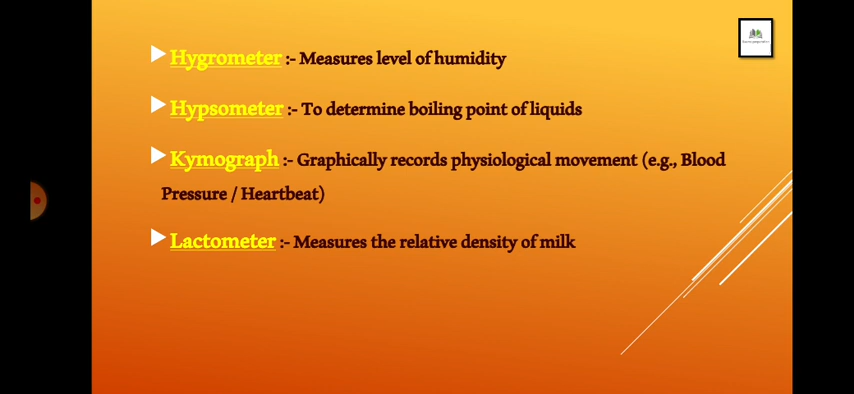 Hygrometer :- Measures level of humidity
Hypsometer :- To determine boiling point of liquids
Kymograph :- Graphically records physiological movement (e.g., Blood
Pressure / Heartbeat)
Lactometer :- Measures the relative density of milk